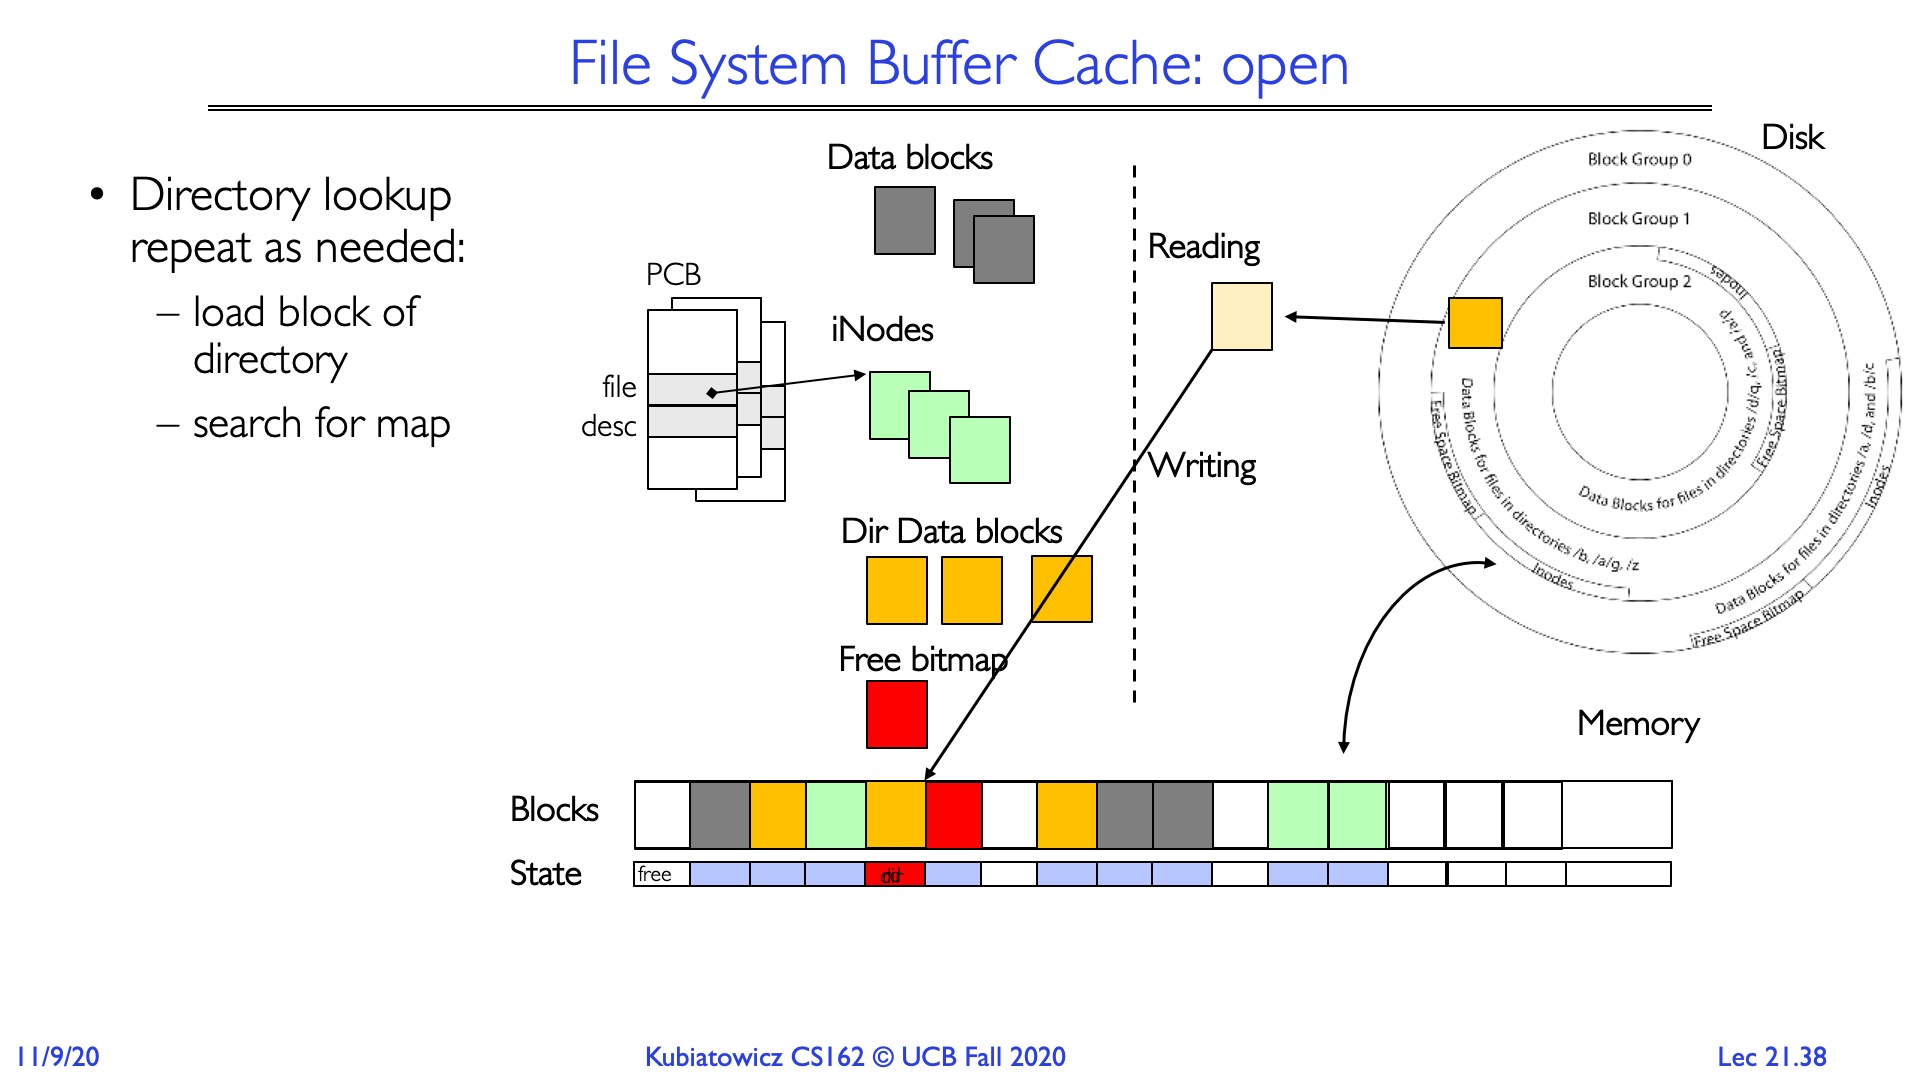 File System Buffer Cache: open
• Directory lookup
repeat as needed:
– load block of
directory
– search for map
PCB
file
desc
Data blocks
iNodes
Dir Data blocks
Free bitmap
Reading
Writing
Disk
Block Group 0
Block Group 1
Block Group 2
Inodes
Free Space Bitmap
Data Blocks for files in directories /d/q, /c, and /a/p
Data Blocks for files in directories /b, /a/g, /z
Free Space Bitmap
Inodes
Data Blocks for files in directories /a, /d, and /b/c
Inodes
Free Space Bitmap
Memory
Blocks
State
free
11/9/20
Kubiatowicz CS162 © UCB Fall 2020
Lec 21.38